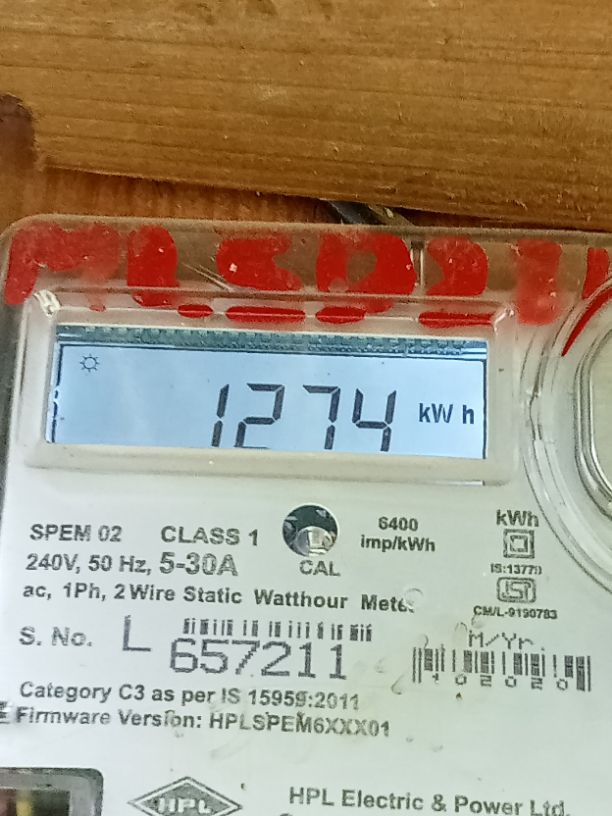 1274 kWh
SPEM 02 CLASS 1 6400 kWh
240V, 50 Hz, 5-30A imp/kWh
CAL
IS:13779
ac, 1Ph, 2 Wire Static Watthour Meter
CM/L-9190783
S. No. L 657211 M/Yr.
102020
Category C3 as per IS 15959:2011
Firmware Version: HPLSPEM6XXX01
HPL HPL Electric & Power Ltd.